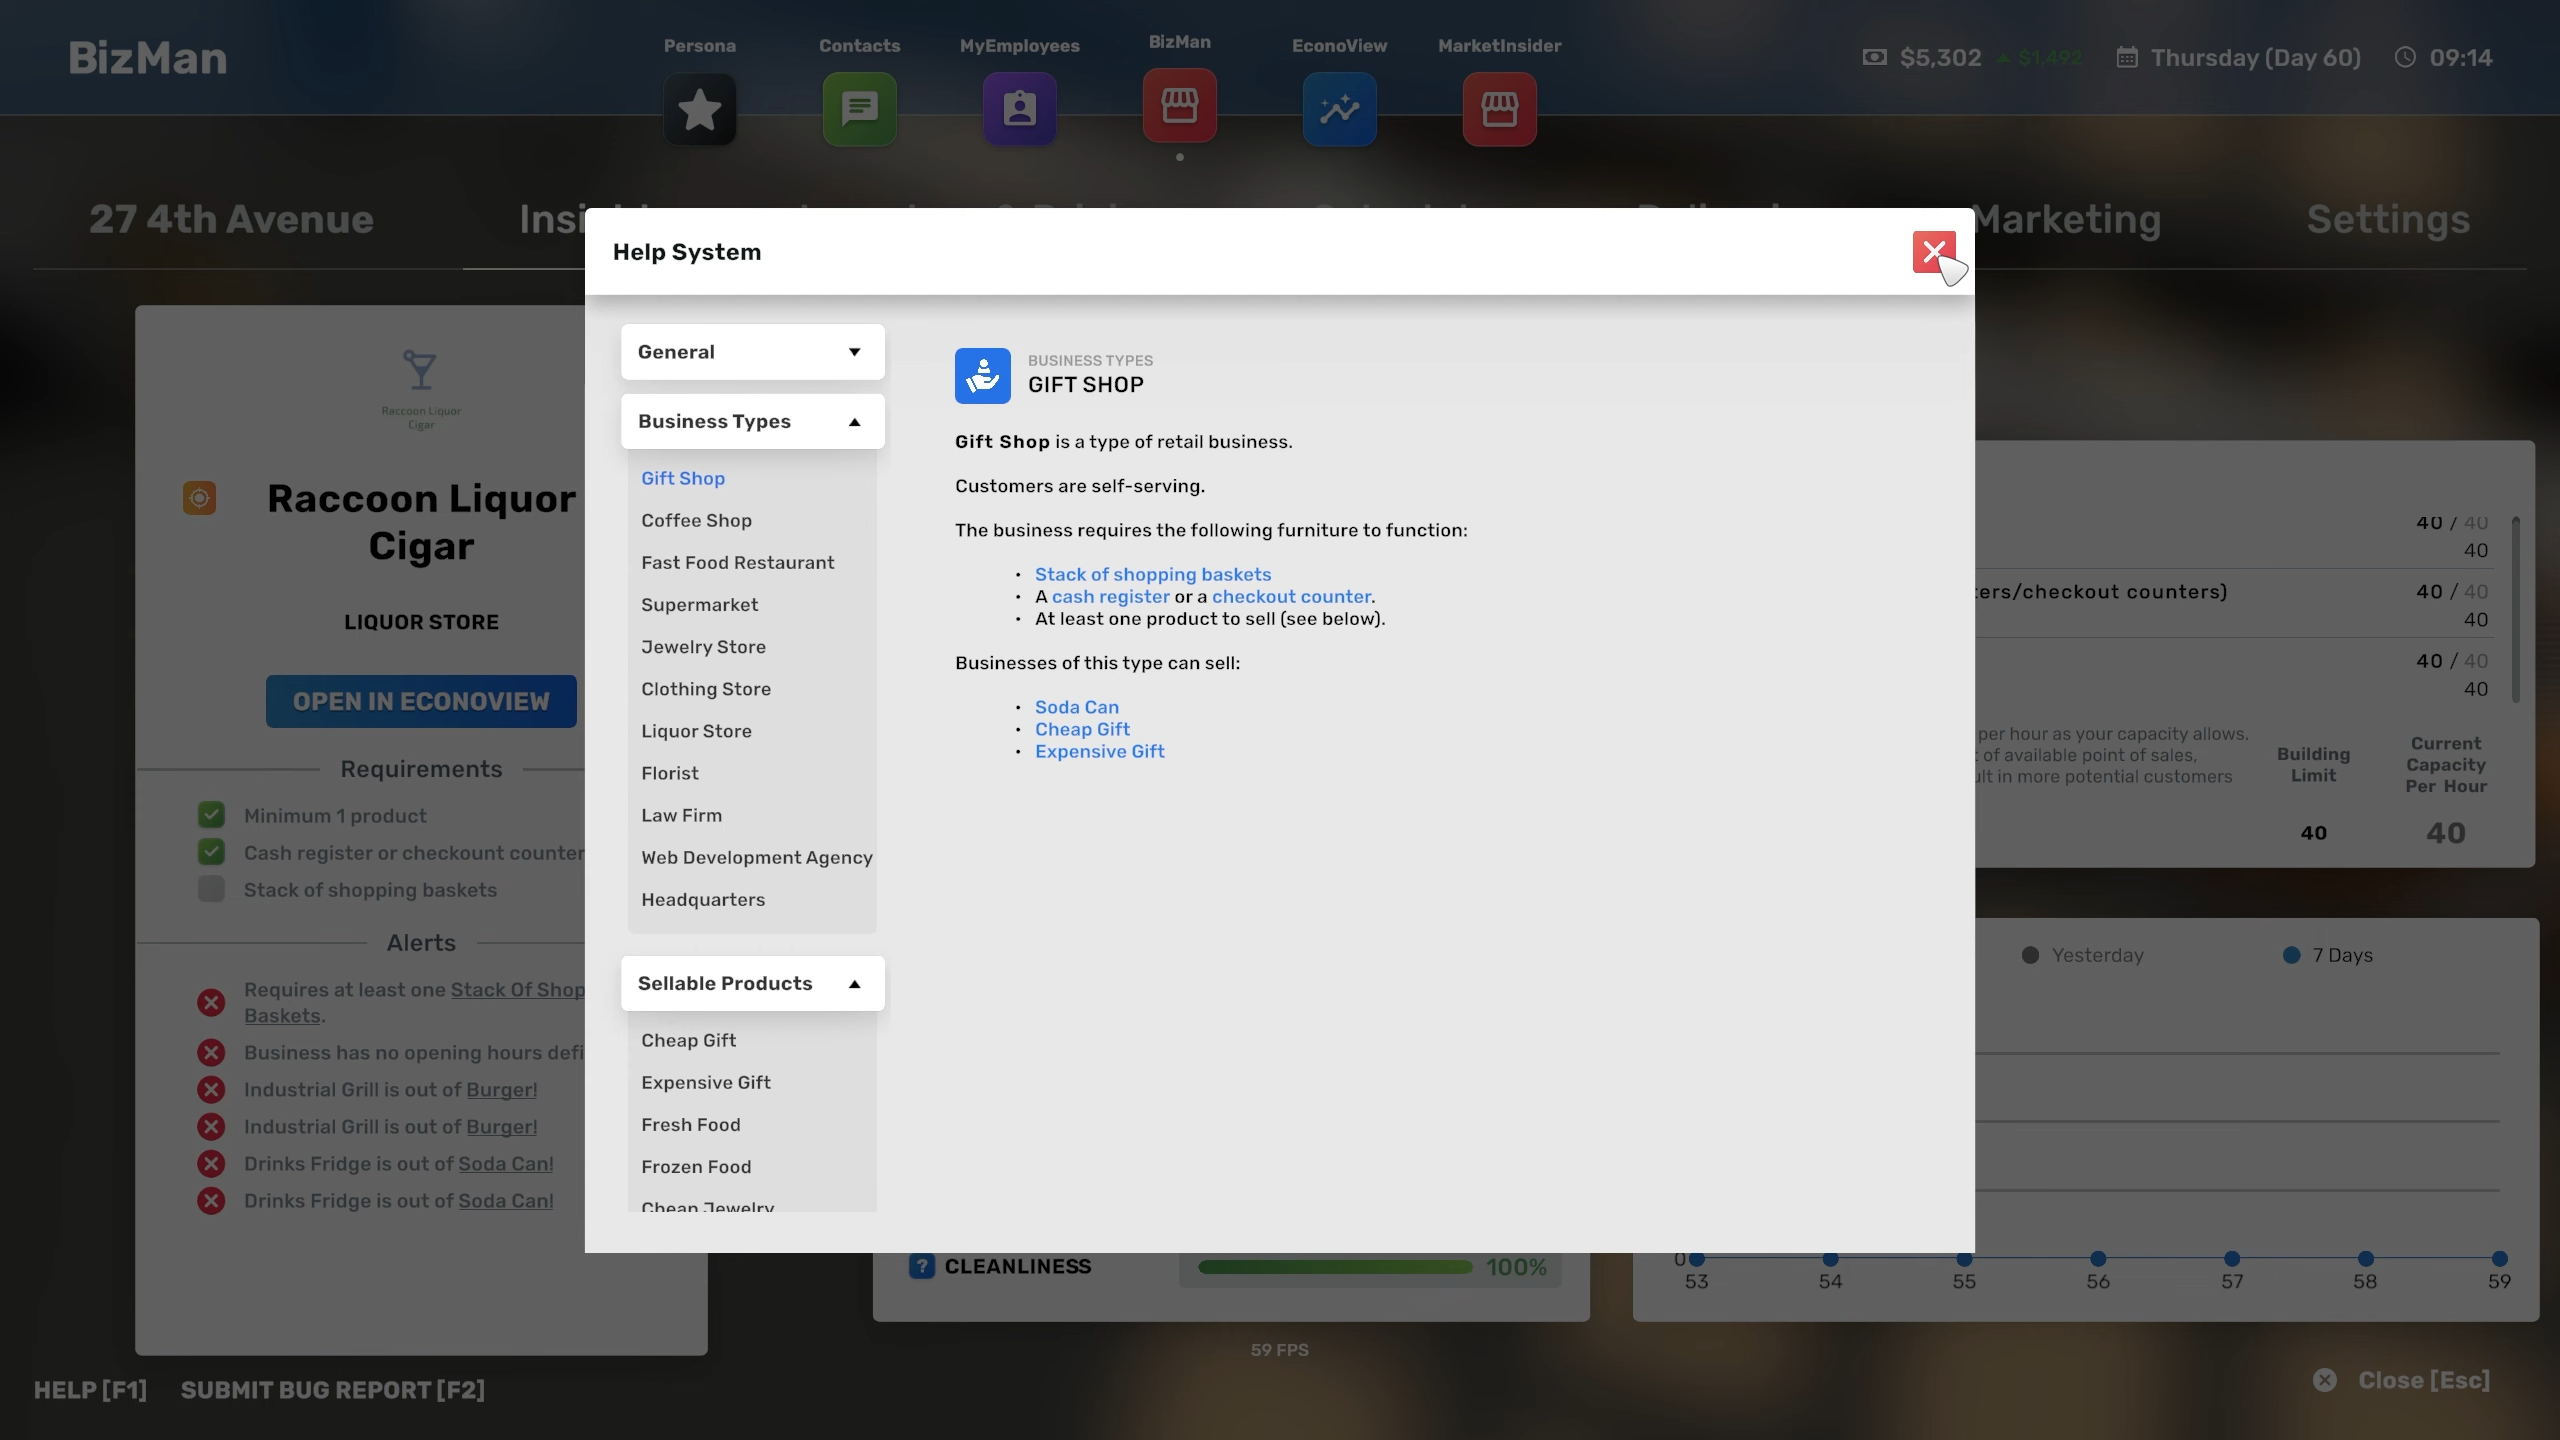 BizMan
Persona
Contacts
MyEmployees
BizMan
EconoView
MarketInsider
$5,302
$1,492
Thursday (Day 60)
09:14
27 4th Avenue
Marketing
Settings
Help System
General
Business Types
Gift Shop
Coffee Shop
Fast Food Restaurant
Supermarket
Jewelry Store
Clothing Store
Liquor Store
Florist
Law Firm
Web Development Agency
Headquarters
Sellable Products
Cheap Gift
Expensive Gift
Fresh Food
Frozen Food
Cheap Jewelry
BUSINESS TYPES
GIFT SHOP
Gift Shop is a type of retail business.
Customers are self-serving.
The business requires the following furniture to function:
• Stack of shopping baskets
• A cash register or a checkout counter.
• At least one product to sell (see below).
Businesses of this type can sell:
• Soda Can
• Cheap Gift
• Expensive Gift
Raccoon Liquor
Cigar
Raccoon Liquor
Cigar
LIQUOR STORE
OPEN IN ECONOVIEW
Requirements
Minimum 1 product
Cash register or checkount counter
Stack of shopping baskets
Alerts
Requires at least one Stack Of Shop
Baskets.
Business has no opening hours defi
Industrial Grill is out of Burger!
Industrial Grill is out of Burger!
Drinks Fridge is out of Soda Can!
Drinks Fridge is out of Soda Can!
40 / 40
40
ers/checkout counters)
40 / 40
40
40 / 40
40
per hour as your capacity allows.
of available point of sales,
in more potential customers
Building
Limit
Current
Capacity
Per Hour
40
40
Yesterday
7 Days
0
53
54
55
56
57
58
59
? CLEANLINESS
100%
59 FPS
HELP [F1]
SUBMIT BUG REPORT [F2]
Close [Esc]